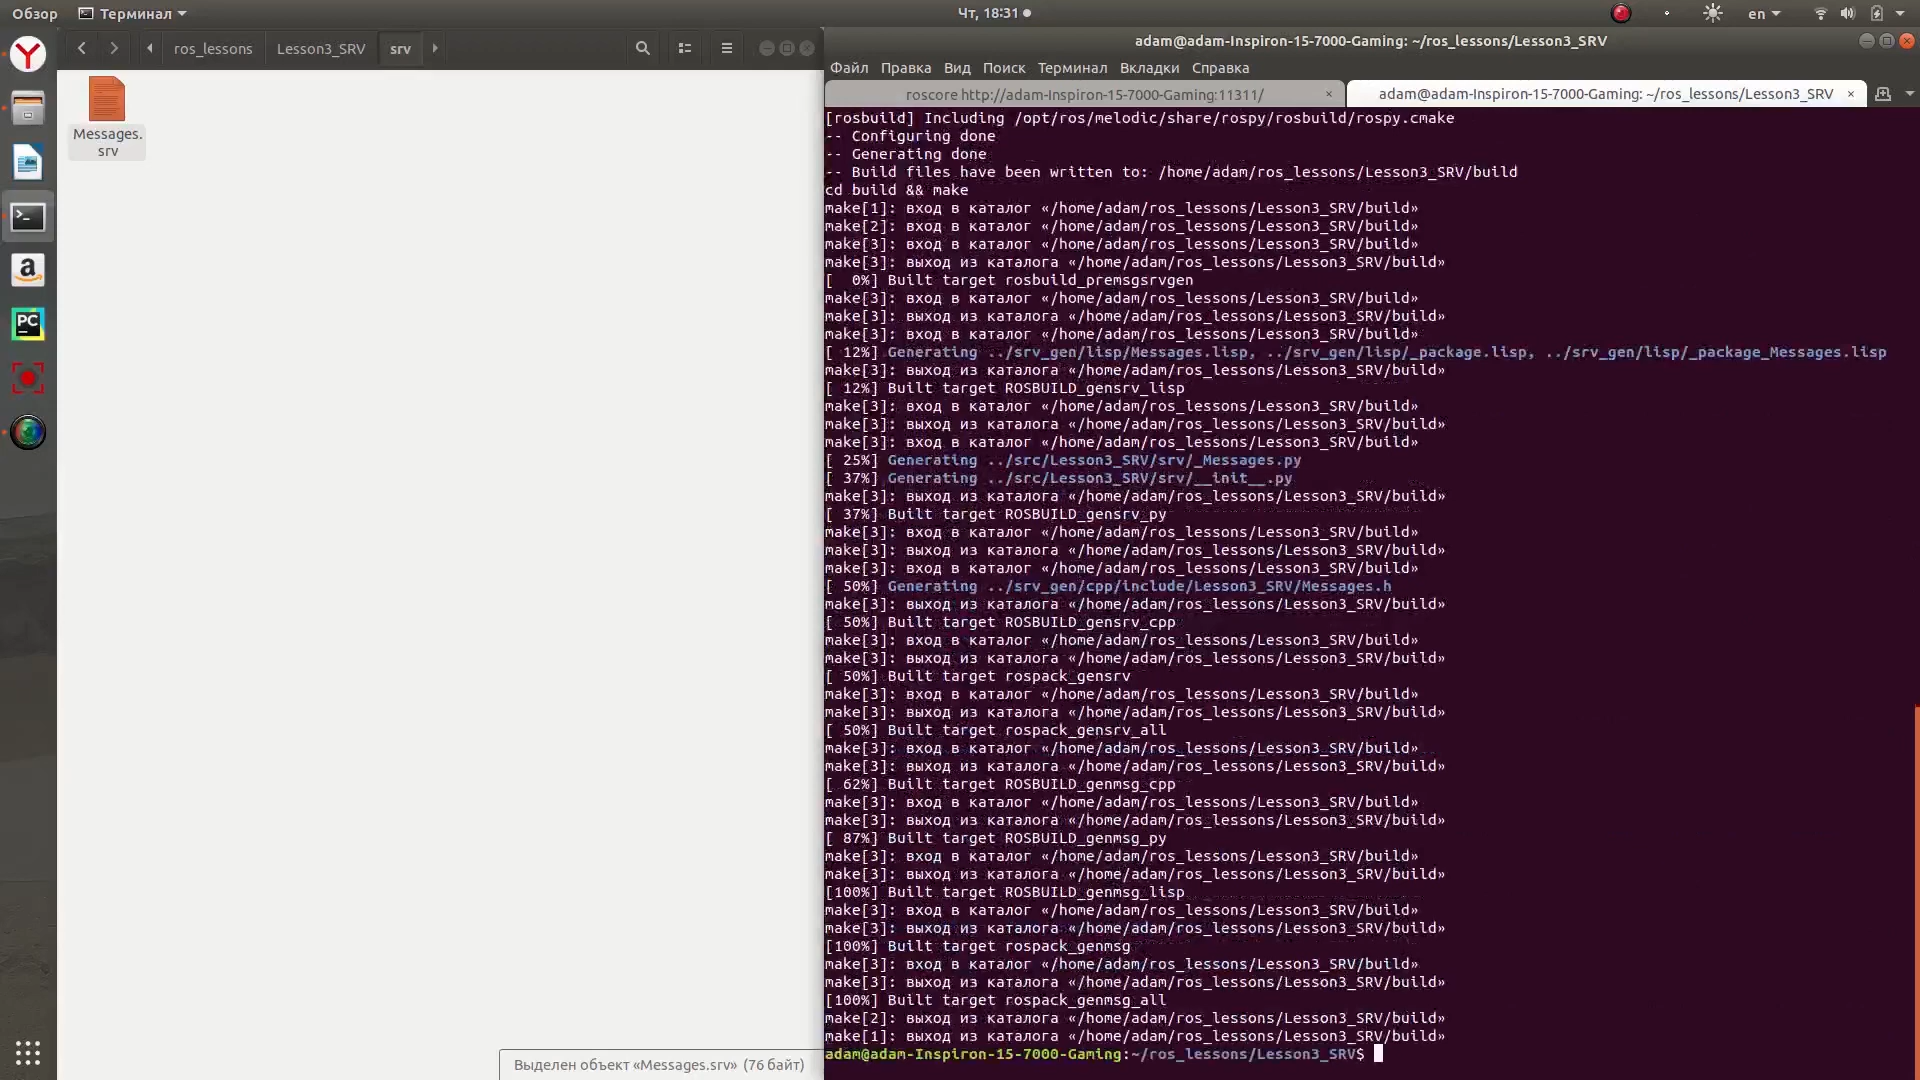 Обзор
Терминал
Чт, 18:31
en
ros_lessons
Lesson3_SRV
srv
Messages.
srv
PC
Выделен объект «Messages.srv» (76 байт)
adam@adam-Inspiron-15-7000-Gaming: ~/ros_lessons/Lesson3_SRV
Файл Правка Вид Поиск Терминал Вкладки Справка
roscore http://adam-Inspiron-15-7000-Gaming:11311/
adam@adam-Inspiron-15-7000-Gaming: ~/ros_lessons/Lesson3_SRV
[rosbuild] Including /opt/ros/melodic/share/rospy/rosbuild/rospy.cmake
-- Configuring done
-- Generating done
-- Build files have been written to: /home/adam/ros_lessons/Lesson3_SRV/build
cd build && make
make[1]: вход в каталог «/home/adam/ros_lessons/Lesson3_SRV/build»
make[2]: вход в каталог «/home/adam/ros_lessons/Lesson3_SRV/build»
make[3]: вход в каталог «/home/adam/ros_lessons/Lesson3_SRV/build»
make[3]: выход из каталога «/home/adam/ros_lessons/Lesson3_SRV/build»
[  0%] Built target rosbuild_premsgsrvgen
make[3]: вход в каталог «/home/adam/ros_lessons/Lesson3_SRV/build»
make[3]: выход из каталога «/home/adam/ros_lessons/Lesson3_SRV/build»
make[3]: вход в каталог «/home/adam/ros_lessons/Lesson3_SRV/build»
[ 12%] Generating ../srv_gen/lisp/Messages.lisp, ../srv_gen/lisp/_package.lisp, ../srv_gen/lisp/_package_Messages.lisp
make[3]: выход из каталога «/home/adam/ros_lessons/Lesson3_SRV/build»
[ 12%] Built target ROSBUILD_gensrv_lisp
make[3]: вход в каталог «/home/adam/ros_lessons/Lesson3_SRV/build»
make[3]: выход из каталога «/home/adam/ros_lessons/Lesson3_SRV/build»
make[3]: вход в каталог «/home/adam/ros_lessons/Lesson3_SRV/build»
[ 25%] Generating ../src/Lesson3_SRV/srv/_Messages.py
[ 37%] Generating ../src/Lesson3_SRV/srv/__init__.py
make[3]: выход из каталога «/home/adam/ros_lessons/Lesson3_SRV/build»
[ 37%] Built target ROSBUILD_gensrv_py
make[3]: вход в каталог «/home/adam/ros_lessons/Lesson3_SRV/build»
make[3]: выход из каталога «/home/adam/ros_lessons/Lesson3_SRV/build»
make[3]: вход в каталог «/home/adam/ros_lessons/Lesson3_SRV/build»
[ 50%] Generating ../srv_gen/cpp/include/Lesson3_SRV/Messages.h
make[3]: выход из каталога «/home/adam/ros_lessons/Lesson3_SRV/build»
[ 50%] Built target ROSBUILD_gensrv_cpp
make[3]: вход в каталог «/home/adam/ros_lessons/Lesson3_SRV/build»
make[3]: выход из каталога «/home/adam/ros_lessons/Lesson3_SRV/build»
[ 50%] Built target rospack_gensrv
make[3]: вход в каталог «/home/adam/ros_lessons/Lesson3_SRV/build»
make[3]: выход из каталога «/home/adam/ros_lessons/Lesson3_SRV/build»
[ 50%] Built target rospack_gensrv_all
make[3]: вход в каталог «/home/adam/ros_lessons/Lesson3_SRV/build»
make[3]: выход из каталога «/home/adam/ros_lessons/Lesson3_SRV/build»
[ 62%] Built target ROSBUILD_genmsg_cpp
make[3]: вход в каталог «/home/adam/ros_lessons/Lesson3_SRV/build»
make[3]: выход из каталога «/home/adam/ros_lessons/Lesson3_SRV/build»
[ 87%] Built target ROSBUILD_genmsg_py
make[3]: вход в каталог «/home/adam/ros_lessons/Lesson3_SRV/build»
make[3]: выход из каталога «/home/adam/ros_lessons/Lesson3_SRV/build»
[100%] Built target ROSBUILD_genmsg_lisp
make[3]: вход в каталог «/home/adam/ros_lessons/Lesson3_SRV/build»
make[3]: выход из каталога «/home/adam/ros_lessons/Lesson3_SRV/build»
[100%] Built target rospack_genmsg
make[3]: вход в каталог «/home/adam/ros_lessons/Lesson3_SRV/build»
make[3]: выход из каталога «/home/adam/ros_lessons/Lesson3_SRV/build»
[100%] Built target rospack_genmsg_all
make[2]: выход из каталога «/home/adam/ros_lessons/Lesson3_SRV/build»
make[1]: выход из каталога «/home/adam/ros_lessons/Lesson3_SRV/build»
adam@adam-Inspiron-15-7000-Gaming:~/ros_lessons/Lesson3_SRV$